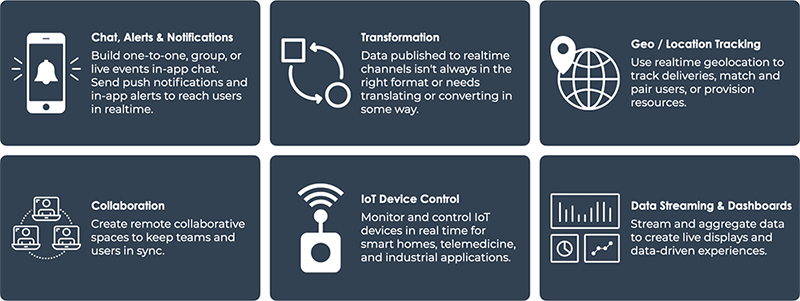 Chat, Alerts & Notifications
Build one-to-one, group, or
live events in-app chat.
Send push notifications and
in-app alerts to reach users
in realtime.
Transformation
Data published to realtime
channels isn't always in the
right format or needs
translating or converting in
some way.
Geo / Location Tracking
Use realtime geolocation to
track deliveries, match and
pair users, or provision
resources.
Collaboration
Create remote collaborative
spaces to keep teams and
users in sync.
IoT Device Control
Monitor and control IoT
devices in real time for
smart homes, telemedicine,
and industrial applications.
Data Streaming & Dashboards
Stream and aggregate data
to create live displays and
data-driven experiences.